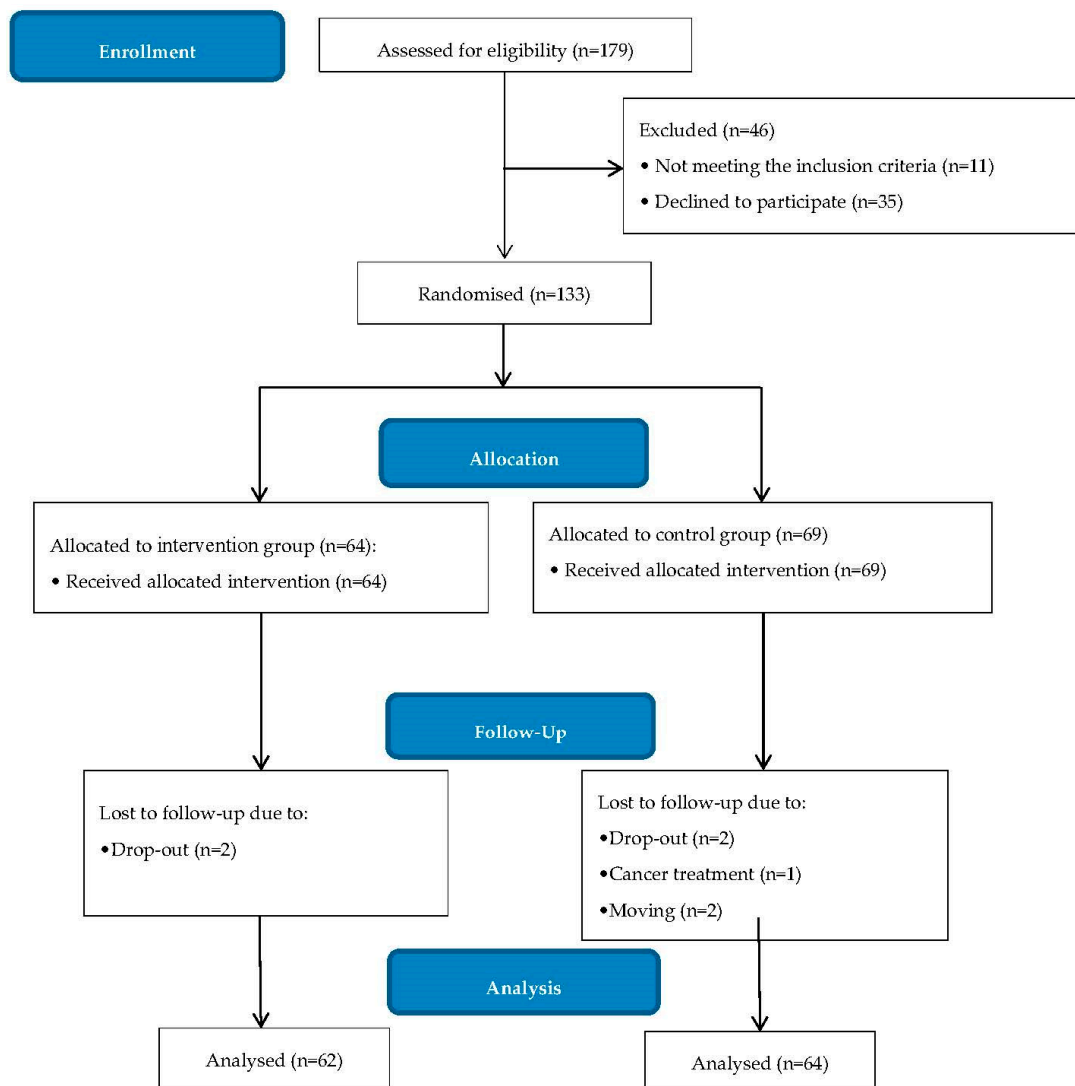 Enrollment
Assessed for eligibility (n=179)
Excluded (n=46)
• Not meeting the inclusion criteria (n=11)
• Declined to participate (n=35)
Randomised (n=133)
Allocation
Allocated to intervention group (n=64):
• Received allocated intervention (n=64)
Allocated to control group (n=69)
• Received allocated intervention (n=69)
Follow-Up
Lost to follow-up due to:
•Drop-out (n=2)
Lost to follow-up due to:
•Drop-out (n=2)
•Cancer treatment (n=1)
•Moving (n=2)
Analysis
Analysed (n=62)
Analysed (n=64)